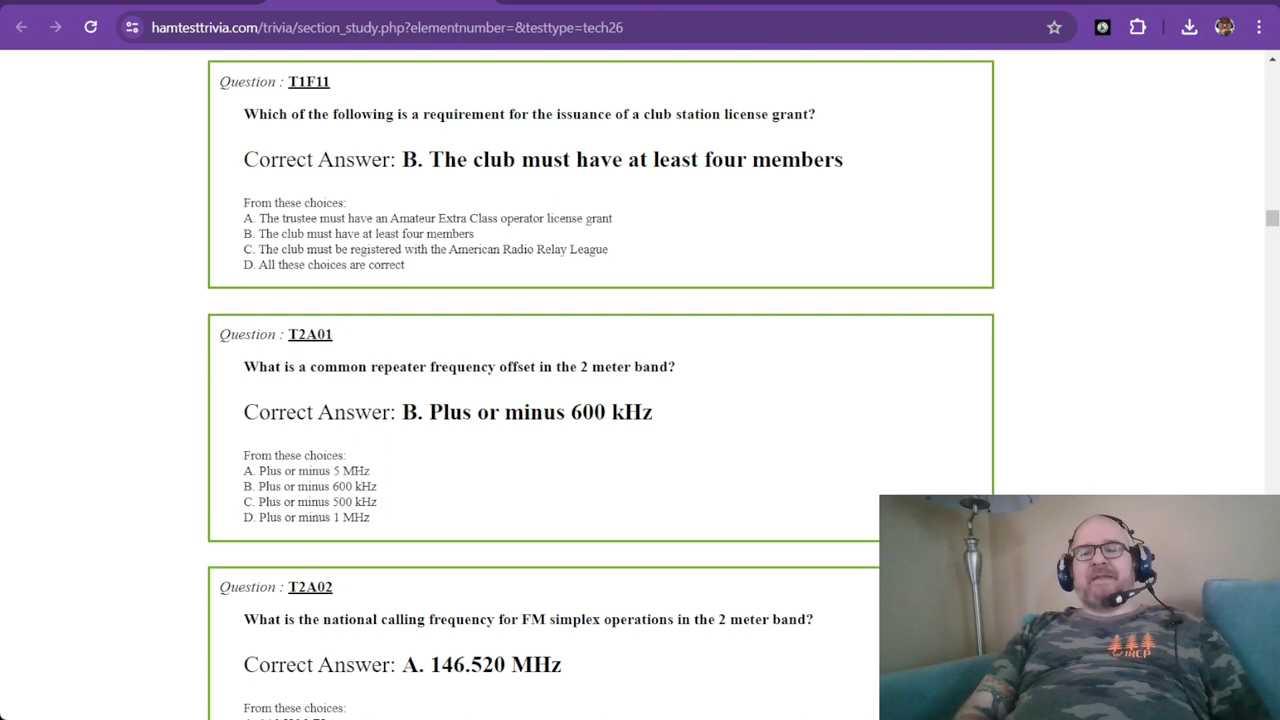 hamtesttrivia.com/trivia/section_study.php?elementnumber=&testtype=tech26
Question : T1F11
Which of the following is a requirement for the issuance of a club station license grant?
Correct Answer: B. The club must have at least four members
From these choices:
A. The trustee must have an Amateur Extra Class operator license grant
B. The club must have at least four members
C. The club must be registered with the American Radio Relay League
D. All these choices are correct
Question : T2A01
What is a common repeater frequency offset in the 2 meter band?
Correct Answer: B. Plus or minus 600 kHz
From these choices:
A. Plus or minus 5 MHz
B. Plus or minus 600 kHz
C. Plus or minus 500 kHz
D. Plus or minus 1 MHz
Question : T2A02
What is the national calling frequency for FM simplex operations in the 2 meter band?
Correct Answer: A. 146.520 MHz
From these choices: